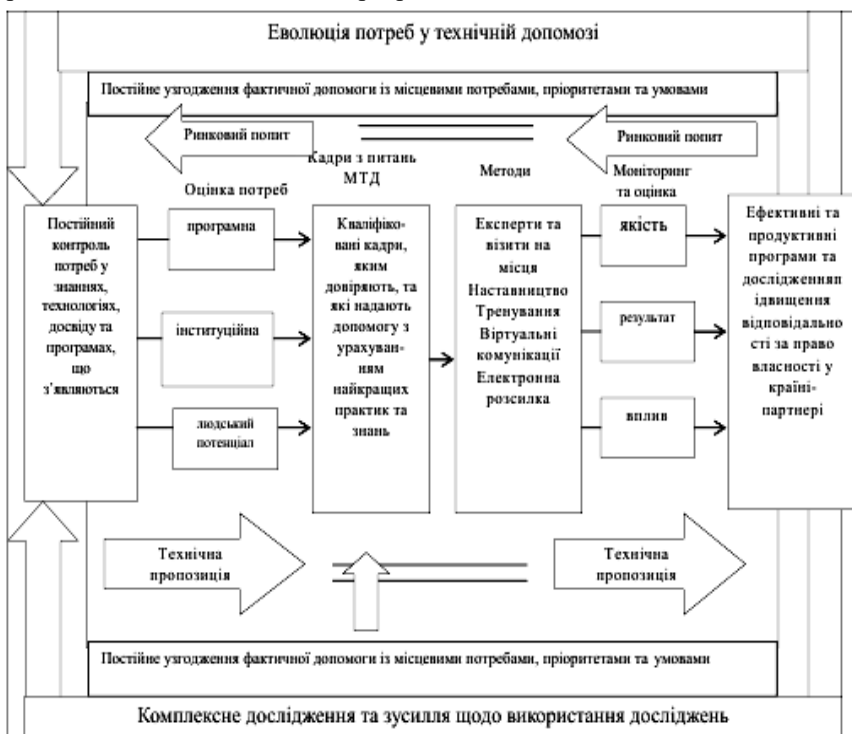 Еволюція потреб у технічній допомозі
Постійне узгодження фактичної допомоги із місцевими потребами, пріоритетами та умовами
Ринковий попит
Ринковий попит
Оцінка потреб
Кадри з питань
МТД
Методи
Моніторинг
та оцінка
Постійний
контроль
потреб у
знаннях,
технологіях,
досвіду та
програмах,
що
з’являються
програмна
інституційна
людський
потенціал
Кваліфіко-
вані кадри,
яким
довіряють, та
які надають
допомогу з
урахуван-
ням
найкращих
практик та
знань
Експерти та
візити на
місця
Наставництво
Тренування
Віртуальні
комунікації
Електронна
розсилка
якість
результат
вплив
Ефективні та
продуктивні
програми та
дослідженняп
ідвищення
відповідально
сті за право
власності у
країні-
партнері
Технічна
пропозиція
Технічна
пропозиція
Постійне узгодження фактичної допомоги із місцевими потребами, пріоритетами та умовами
Комплексне дослідження та зусилля щодо використання досліджень